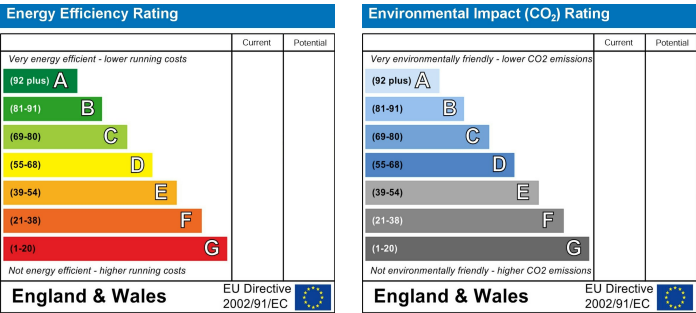 Energy Efficiency Rating
Current Potential
Very energy efficient - lower running costs
(92 plus) A
(81-91) B
(69-80) C
(55-68) D
(39-54) E
(21-38) F
(1-20) G
Not energy efficient - higher running costs
England & Wales
EU Directive
2002/91/EC
Environmental Impact (CO₂) Rating
Current Potential
Very environmentally friendly - lower CO2 emissions
(92 plus) A
(81-91) B
(69-80) C
(55-68) D
(39-54) E
(21-38) F
(1-20) G
Not environmentally friendly - higher CO2 emissions
England & Wales
EU Directive
2002/91/EC